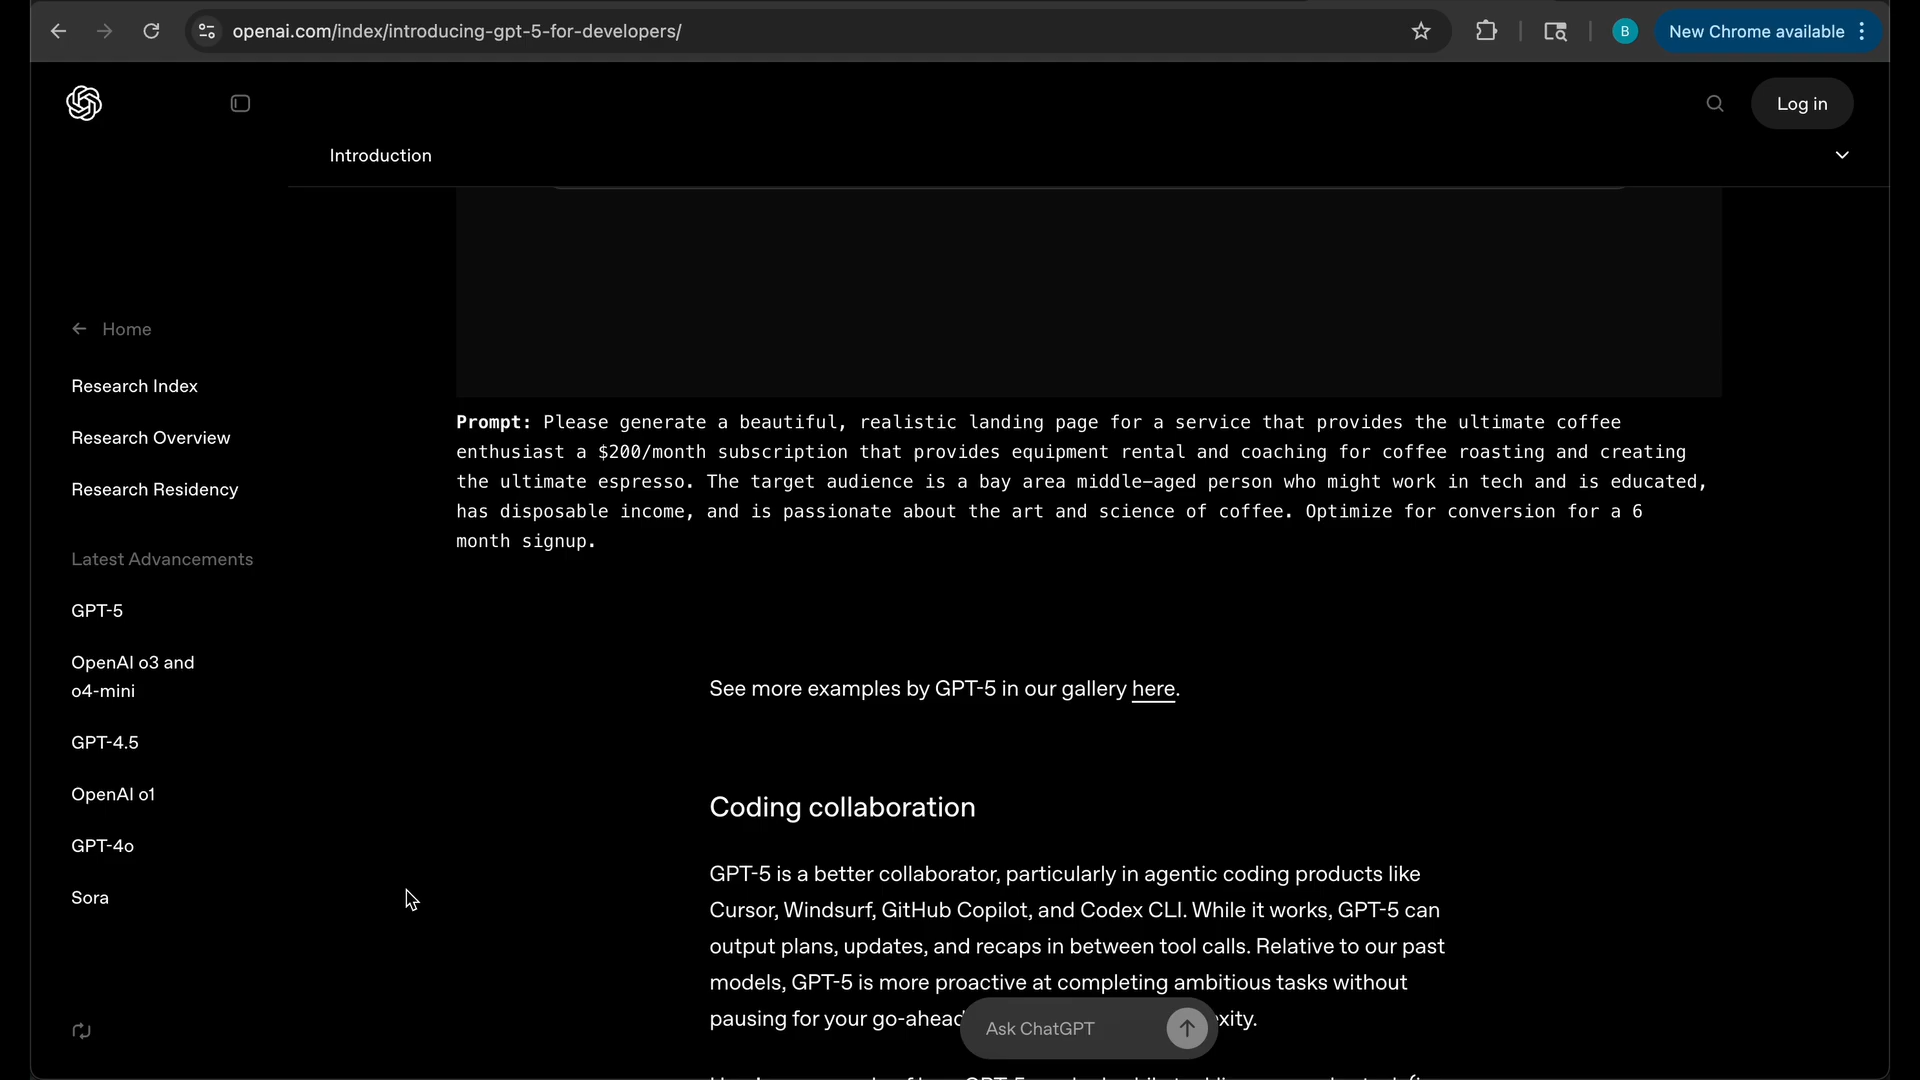 openai.com/index/introducing-gpt-5-for-developers/
B
New Chrome available
Log in
Introduction
Home
Research Index
Research Overview
Research Residency
Latest Advancements
GPT-5
OpenAI o3 and
o4-mini
GPT-4.5
OpenAI o1
GPT-4o
Sora
Prompt: Please generate a beautiful, realistic landing page for a service that provides the ultimate coffee
enthusiast a $200/month subscription that provides equipment rental and coaching for coffee roasting and creating
the ultimate espresso. The target audience is a bay area middle-aged person who might work in tech and is educated,
has disposable income, and is passionate about the art and science of coffee. Optimize for conversion for a 6
month signup.
See more examples by GPT-5 in our gallery here.
Coding collaboration
GPT-5 is a better collaborator, particularly in agentic coding products like
Cursor, Windsurf, GitHub Copilot, and Codex CLI. While it works, GPT-5 can
output plans, updates, and recaps in between tool calls. Relative to our past
models, GPT-5 is more proactive at completing ambitious tasks without
pausing for your go-ahead xity.
Ask ChatGPT